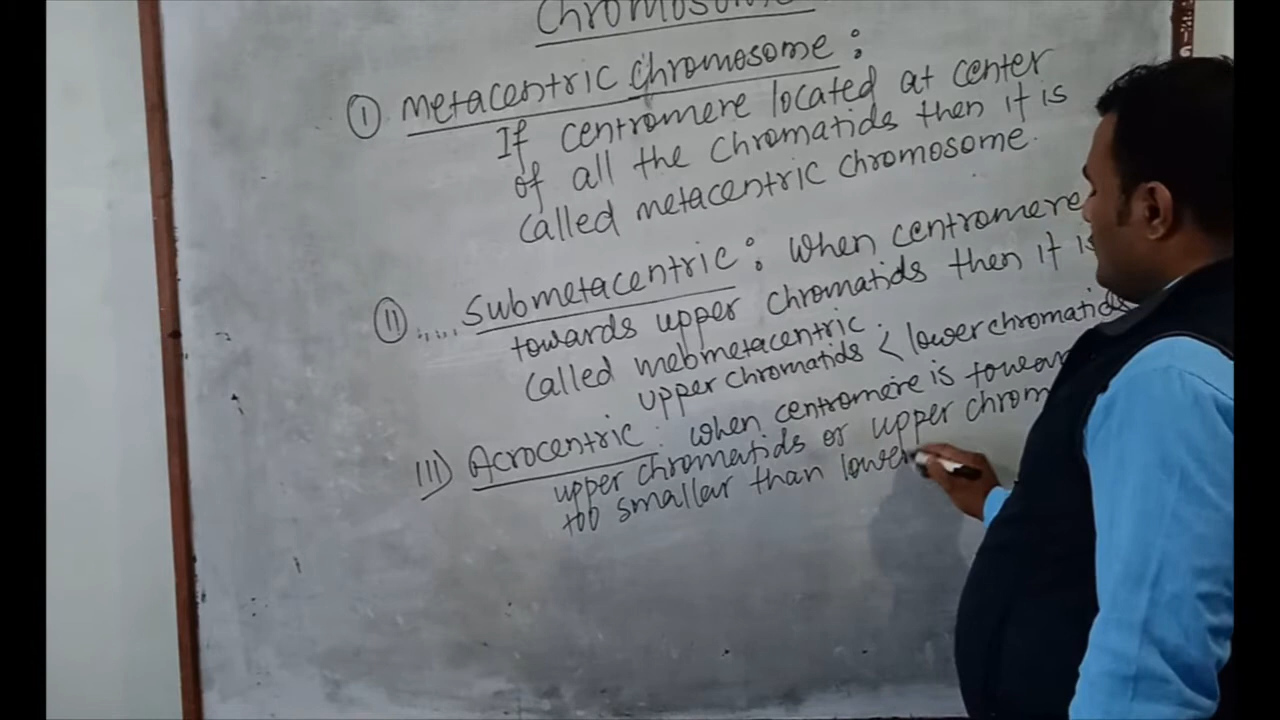 Chromosome
① Metacentric Chromosome :
If centromere located at center
of all the chromatids then it is
called metacentric chromosome.
② ..... Submetacentric : When centromere
towards upper chromatids then it is
called mebmetacentric.
upper chromatids < lower chromatids
III) Acrocentric : When centromere is towar
upper chromatids or upper chrom
too smaller than lower